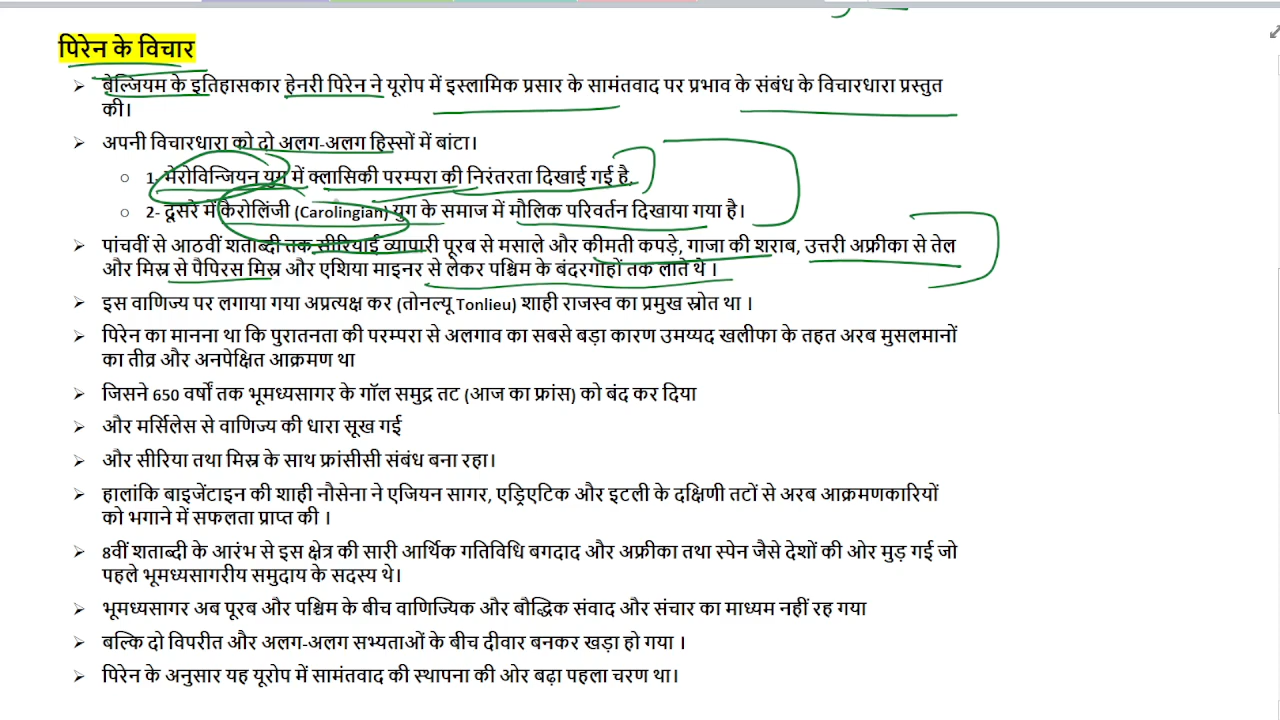 पिरेन के विचार
➢ बेल्जियम के इतिहासकार हेनरी पिरेन ने यूरोप में इस्लामिक प्रसार के सामंतवाद पर प्रभाव के संबंध के विचारधारा प्रस्तुत
की।
➢ अपनी विचारधारा को दो अलग-अलग हिस्सों में बांटा।
○ 1- मेरोविन्जियन युग में क्लासिकी परम्परा की निरंतरता दिखाई गई है,
○ 2- दूसरे में कैरोलिंजी (Carolingian) युग के समाज में मौलिक परिवर्तन दिखाया गया है।
➢ पांचवीं से आठवीं शताब्दी तक सीरियाई व्यापारी पूरब से मसाले और कीमती कपड़े, गाजा की शराब, उत्तरी अफ्रीका से तेल
और मिस्र से पैपिरस मिस्र और एशिया माइनर से लेकर पश्चिम के बंदरगाहों तक लाते थे ।
➢ इस वाणिज्य पर लगाया गया अप्रत्यक्ष कर (तोनल्यू Tonlieu) शाही राजस्व का प्रमुख स्रोत था ।
➢ पिरेन का मानना था कि पुरातनता की परम्परा से अलगाव का सबसे बड़ा कारण उमय्यद खलीफा के तहत अरब मुसलमानों
का तीव्र और अनपेक्षित आक्रमण था
➢ जिसने 650 वर्षों तक भूमध्यसागर के गॉल समुद्र तट (आज का फ्रांस) को बंद कर दिया
➢ और मर्सिलेस से वाणिज्य की धारा सूख गई
➢ और सीरिया तथा मिस्र के साथ फ्रांसीसी संबंध बना रहा।
➢ हालांकि बाइजेंटाइन की शाही नौसेना ने एजियन सागर, एड्रिएटिक और इटली के दक्षिणी तटों से अरब आक्रमणकारियों
को भगाने में सफलता प्राप्त की ।
➢ 8वीं शताब्दी के आरंभ से इस क्षेत्र की सारी आर्थिक गतिविधि बगदाद और अफ्रीका तथा स्पेन जैसे देशों की ओर मुड़ गई जो
पहले भूमध्यसागरीय समुदाय के सदस्य थे।
➢ भूमध्यसागर अब पूरब और पश्चिम के बीच वाणिज्यिक और बौद्धिक संवाद और संचार का माध्यम नहीं रह गया
➢ बल्कि दो विपरीत और अलग-अलग सभ्यताओं के बीच दीवार बनकर खड़ा हो गया ।
➢ पिरेन के अनुसार यह यूरोप में सामंतवाद की स्थापना की ओर बढ़ा पहला चरण था।